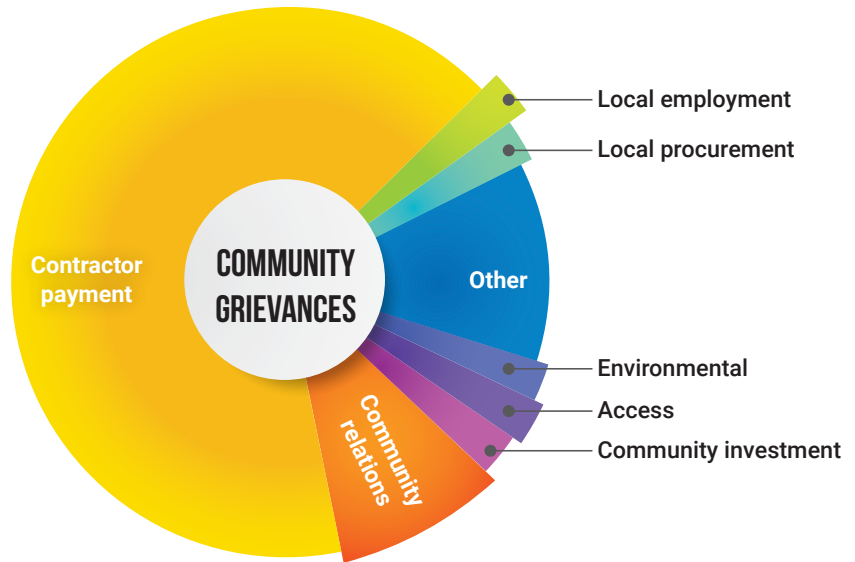 Local employment
Local procurement
Contractor
payment
COMMUNITY
GRIEVANCES
Other
Environmental
Access
Community investment
Community
relations